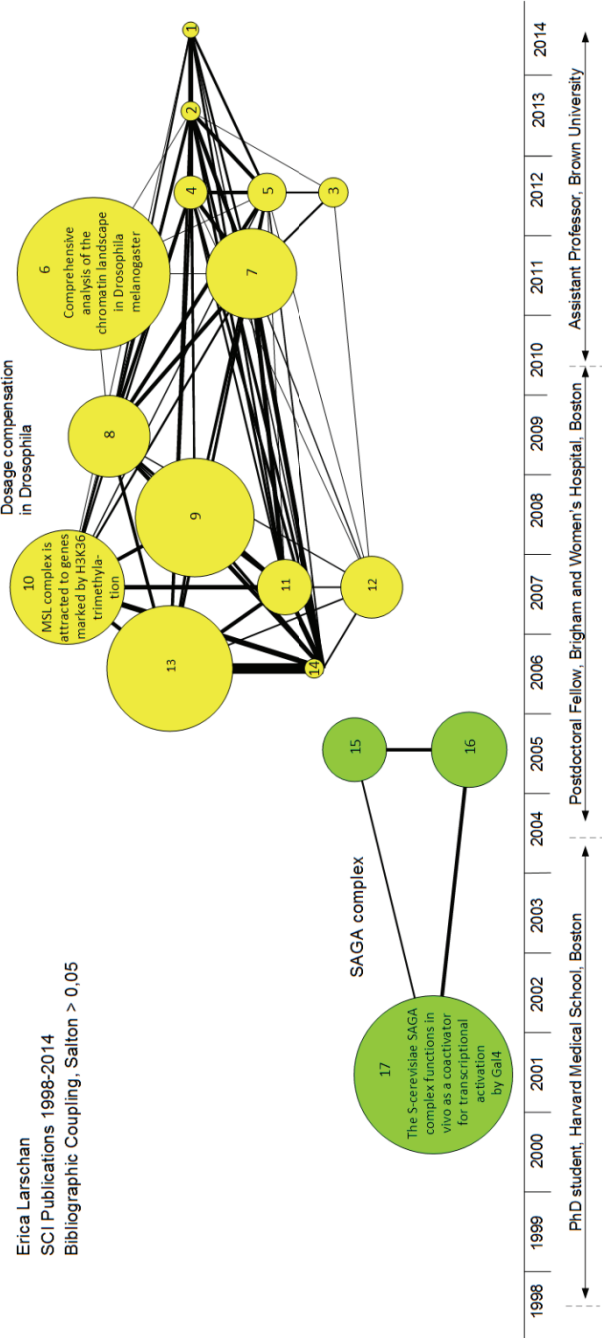 Erica Larschan
SCI Publications 1998-2014
Bibliographic Coupling, Salton > 0,05
Dosage compensation
in Drosophila
SAGA complex
17
The S-cerevisiae SAGA
complex functions in
vivo as a coactivator
for transcriptional
activation
by Gal4
15
16
13
14
10
MSL complex is
attracted to genes
marked by H3K36
trimethyla-
tion
11
12
9
8
6
Comprehensive
analysis of the
chromatin landscape
in Drosophila
melanogaster
7
4
5
3
2
1
1998 1999 2000 2001 2002 2003 2004 2005 2006 2007 2008 2009 2010 2011 2012 2013 2014
PhD student, Harvard Medical School, Boston
Postdoctoral Fellow, Brigham and Women's Hospital, Boston
Assistant Professor, Brown University